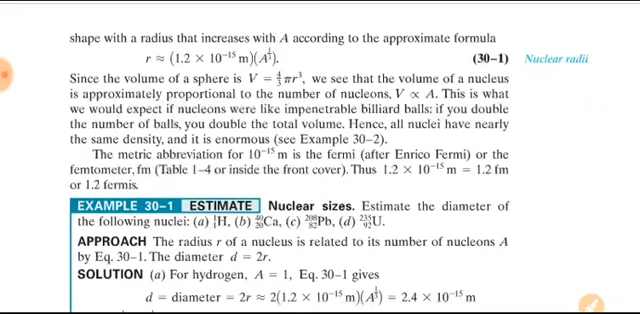 shape with a radius that increases with A according to the approximate formula
r ≈ (1.2 × 10⁻¹⁵ m)(A^⅓). (30–1) Nuclear radii
Since the volume of a sphere is V = 4/3 πr³, we see that the volume of a nucleus
is approximately proportional to the number of nucleons, V ∝ A. This is what
we would expect if nucleons were like impenetrable billiard balls: if you double
the number of balls, you double the total volume. Hence, all nuclei have nearly
the same density, and it is enormous (see Example 30–2).
The metric abbreviation for 10⁻¹⁵ m is the fermi (after Enrico Fermi) or the
femtometer, fm (Table 1–4 or inside the front cover). Thus 1.2 × 10⁻¹⁵ m = 1.2 fm
or 1.2 fermis.
EXAMPLE 30–1 ESTIMATE Nuclear sizes. Estimate the diameter of
the following nuclei: (a) ¹₁H, (b) ⁴⁰₂₀Ca, (c) ²⁰⁸₈₂Pb, (d) ²³⁵₉₂U.
APPROACH The radius r of a nucleus is related to its number of nucleons A
by Eq. 30–1. The diameter d = 2r.
SOLUTION (a) For hydrogen, A = 1, Eq. 30–1 gives
d = diameter = 2r ≈ 2(1.2 × 10⁻¹⁵ m)(A^⅓) = 2.4 × 10⁻¹⁵ m